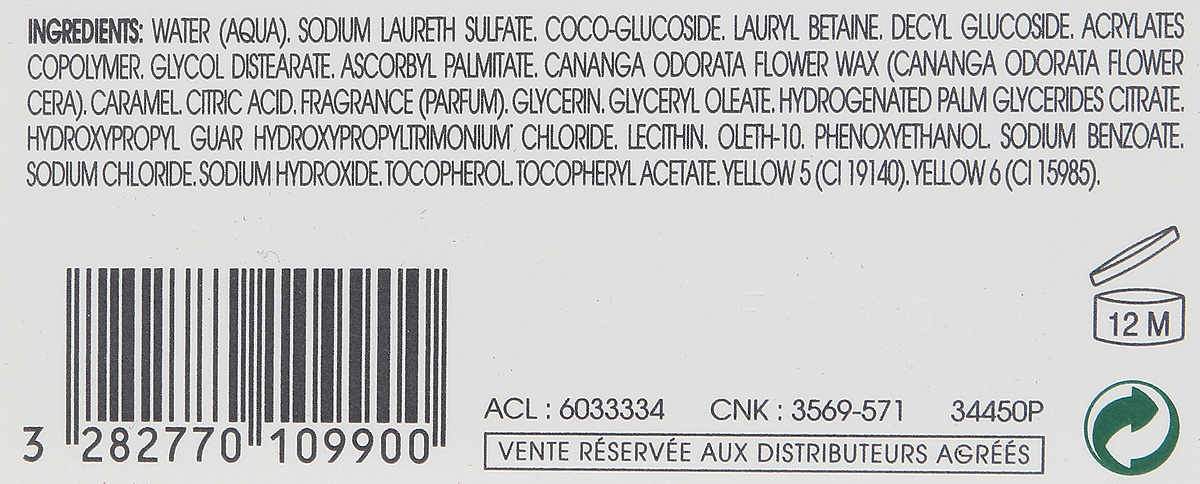 INGREDIENTS: WATER (AQUA). SODIUM LAURETH SULFATE. COCO-GLUCOSIDE. LAURYL BETAINE. DECYL GLUCOSIDE. ACRYLATES
COPOLYMER. GLYCOL DISTEARATE. ASCORBYL PALMITATE. CANANGA ODORATA FLOWER WAX (CANANGA ODORATA FLOWER
CERA). CARAMEL. CITRIC ACID. FRAGRANCE (PARFUM). GLYCERIN. GLYCERYL OLEATE. HYDROGENATED PALM GLYCERIDES CITRATE.
HYDROXYPROPYL GUAR HYDROXYPROPYLTRIMONIUM CHLORIDE. LECITHIN. OLETH-10. PHENOXYETHANOL. SODIUM BENZOATE.
SODIUM CHLORIDE. SODIUM HYDROXIDE. TOCOPHEROL. TOCOPHERYL ACETATE. YELLOW 5 (CI 19140). YELLOW 6 (CI 15985).
12 M
ACL : 6033334 CNK : 3569-571 34450P
3 282770 109900
VENTE RÉSERVÉE AUX DISTRIBUTEURS AGRÉÉS